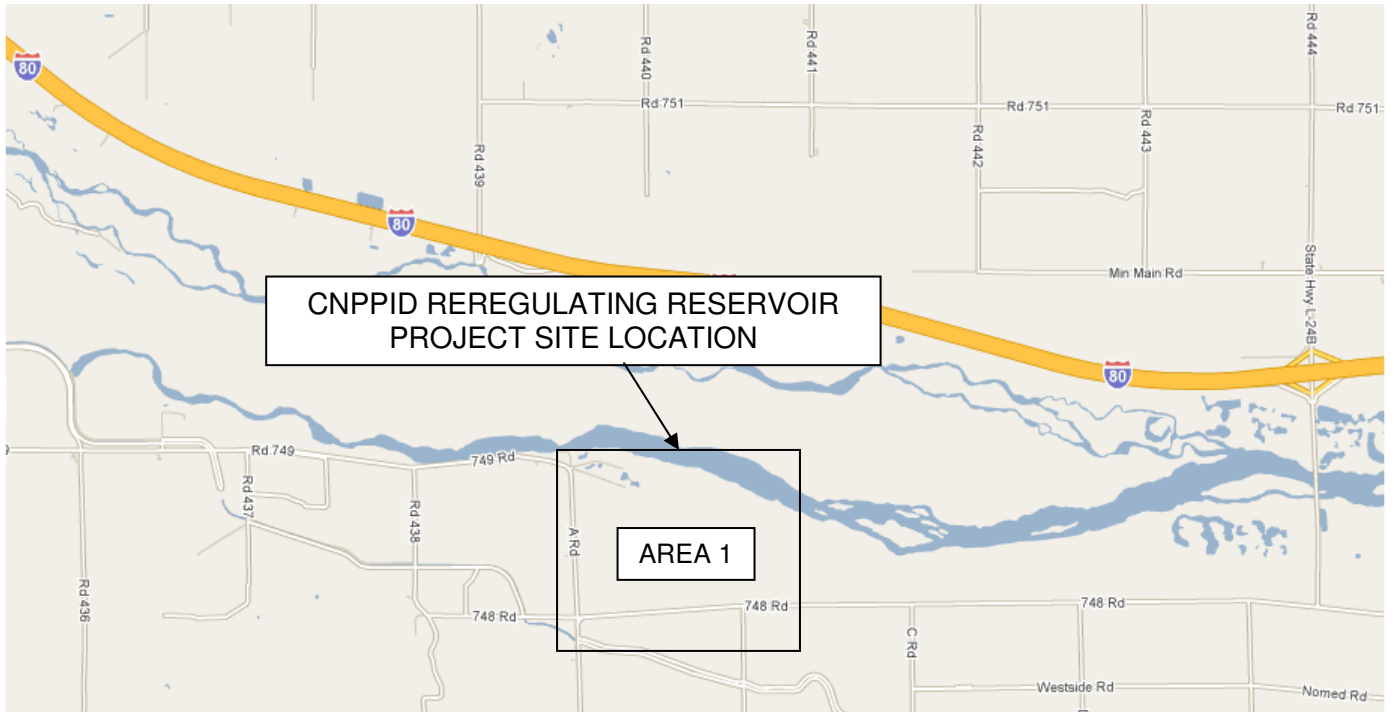 Rd 440
Rd 441
Rd 444
80
Rd 751
Rd 751
Rd 751
Rd 439
Rd 442
Rd 443
80
Min Main Rd
State Hwy L-24B
CNPPID REREGULATING RESERVOIR
PROJECT SITE LOCATION
80
Rd 749
749 Rd
Rd 437
Rd 438
A Rd
AREA 1
Rd 436
748 Rd
748 Rd
748 Rd
C Rd
Westside Rd
Nomed Rd